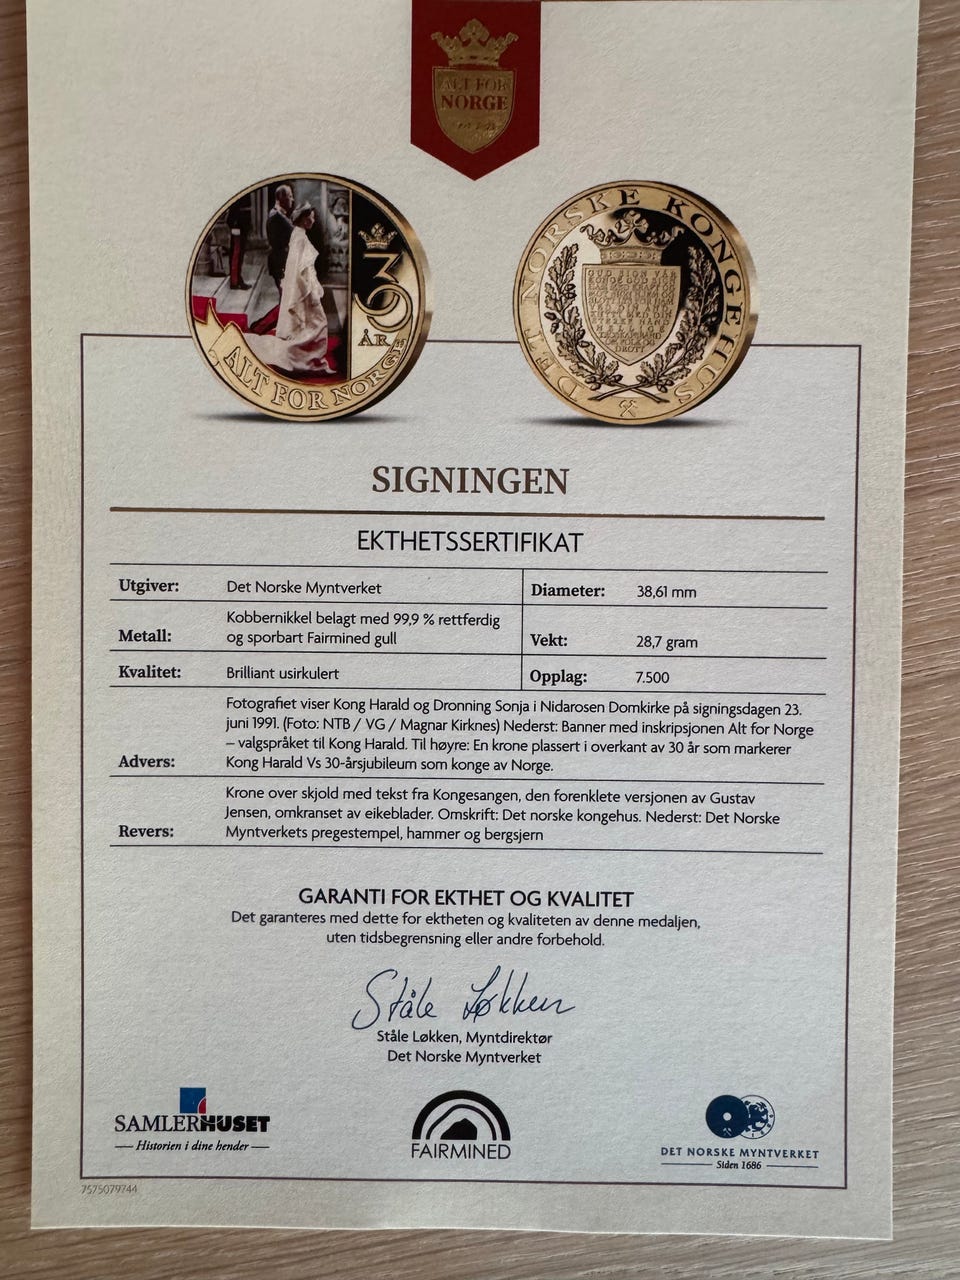 ALT FOR
NORGE
30
ÅR
ALT FOR NORGE
DET NORSKE KONGEHUS
GUD SIGN VÅR
DROTT
SIGNINGEN
EKTHETSSERTIFIKAT
Utgiver: Det Norske Myntverket
Diameter: 38,61 mm
Metall: Kobbernikkel belagt med 99,9 % rettferdig
og sporbart Fairmined gull
Vekt: 28,7 gram
Kvalitet: Brilliant usirkulert
Opplag: 7.500
Advers: Fotografiet viser Kong Harald og Dronning Sonja i Nidarosen Domkirke på signingsdagen 23.
juni 1991. (Foto: NTB / VG / Magnar Kirknes) Nederst: Banner med inskripsjonen Alt for Norge
– valgspråket til Kong Harald. Til høyre: En krone plassert i overkant av 30 år som markerer
Kong Harald Vs 30-årsjubileum som konge av Norge.
Revers: Krone over skjold med tekst fra Kongesangen, den forenklete versjonen av Gustav
Jensen, omkranset av eikeblader. Omskrift: Det norske kongehus. Nederst: Det Norske
Myntverkets pregestempel, hammer og bergsjern
GARANTI FOR EKTHET OG KVALITET
Det garanteres med dette for ektheten og kvaliteten av denne medaljen,
uten tidsbegrensning eller andre forbehold.
Ståle Løkken
Ståle Løkken, Myntdirektør
Det Norske Myntverket
SAMLERHUSET
Historien i dine hender
FAIRMINED
DET NORSKE MYNTVERKET
Siden 1686
7575079744